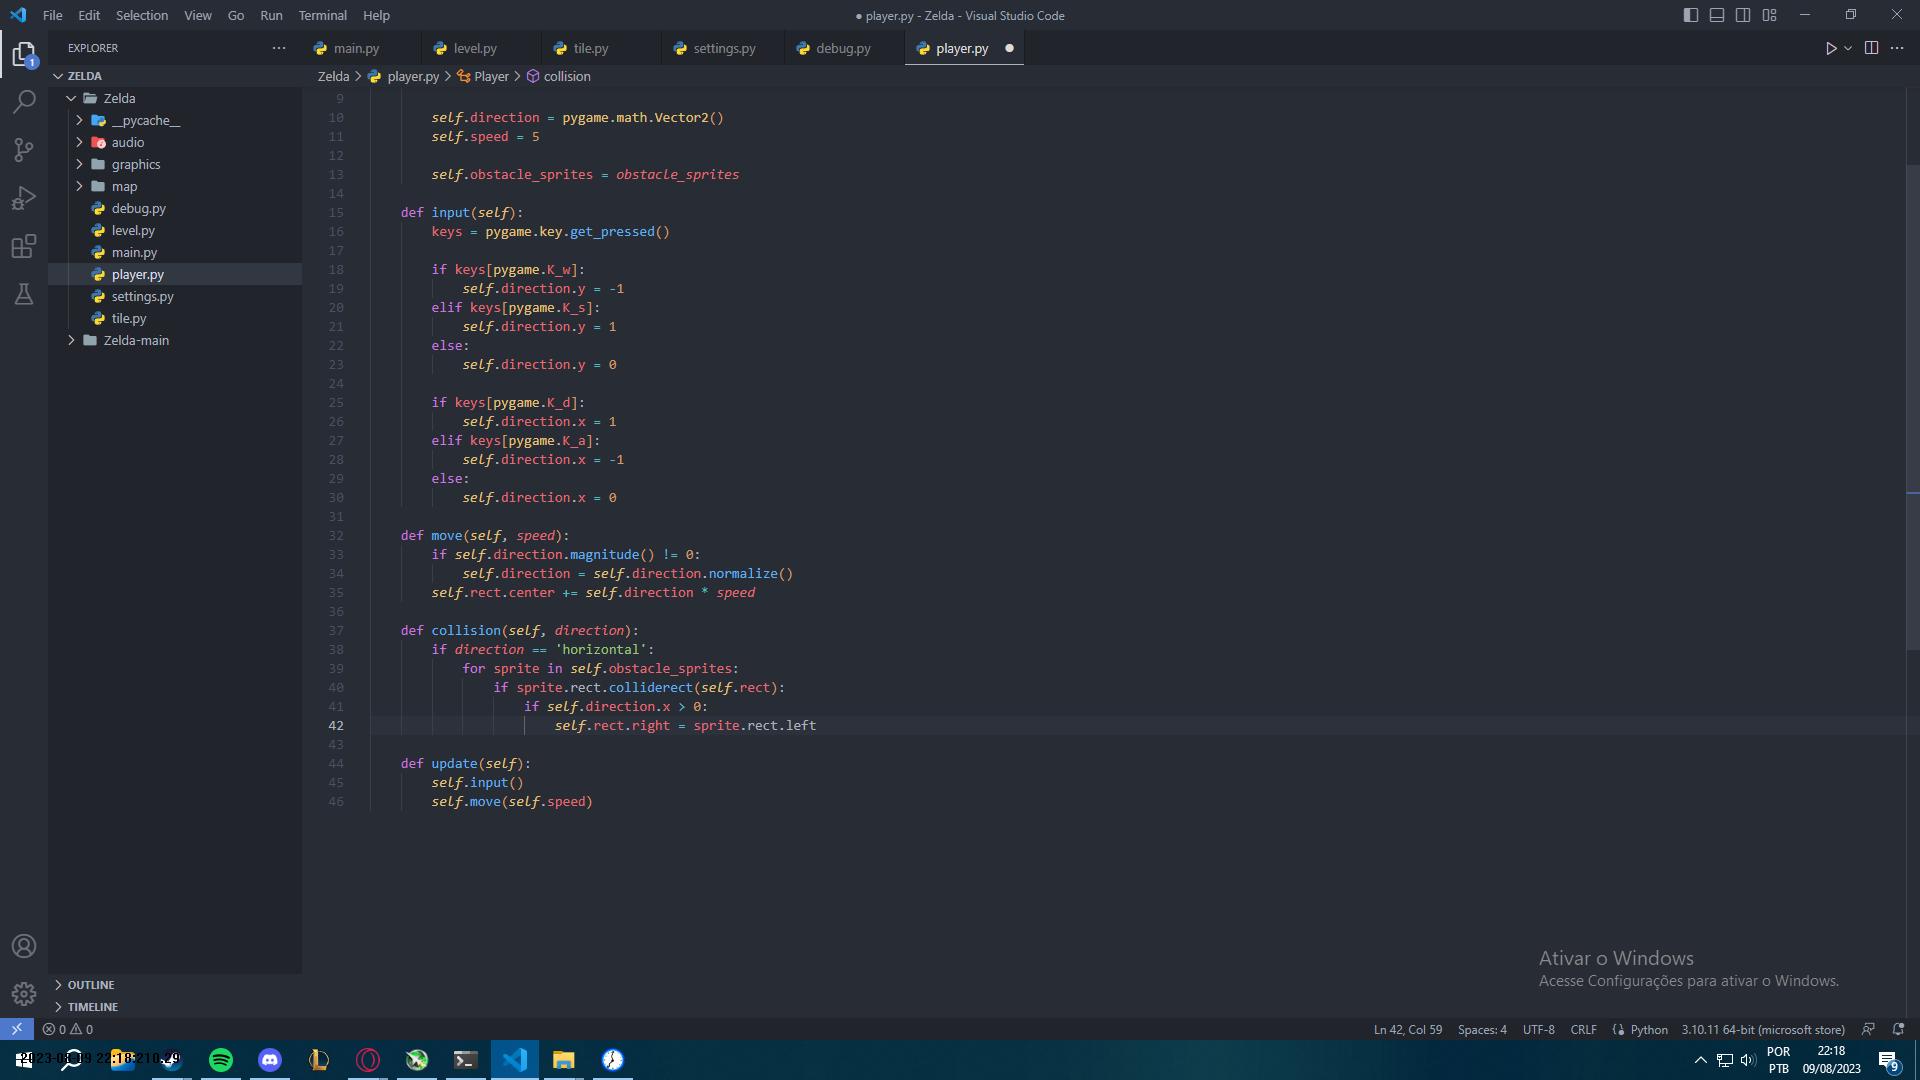 File Edit Selection View Go Run Terminal Help
● player.py - Zelda - Visual Studio Code
EXPLORER
main.py level.py tile.py settings.py debug.py player.py
ZELDA
Zelda > player.py > Player > collision
Zelda
__pycache__
audio
graphics
map
debug.py
level.py
main.py
player.py
settings.py
tile.py
Zelda-main
OUTLINE
TIMELINE
9
10 self.direction = pygame.math.Vector2()
11 self.speed = 5
12
13 self.obstacle_sprites = obstacle_sprites
14
15 def input(self):
16 keys = pygame.key.get_pressed()
17
18 if keys[pygame.K_w]:
19 self.direction.y = -1
20 elif keys[pygame.K_s]:
21 self.direction.y = 1
22 else:
23 self.direction.y = 0
24
25 if keys[pygame.K_d]:
26 self.direction.x = 1
27 elif keys[pygame.K_a]:
28 self.direction.x = -1
29 else:
30 self.direction.x = 0
31
32 def move(self, speed):
33 if self.direction.magnitude() != 0:
34 self.direction = self.direction.normalize()
35 self.rect.center += self.direction * speed
36
37 def collision(self, direction):
38 if direction == 'horizontal':
39 for sprite in self.obstacle_sprites:
40 if sprite.rect.colliderect(self.rect):
41 if self.direction.x > 0:
42 self.rect.right = sprite.rect.left
43
44 def update(self):
45 self.input()
46 self.move(self.speed)
1
Ativar o Windows
Acesse Configurações para ativar o Windows.
0 0
Ln 42, Col 59 Spaces: 4 UTF-8 CRLF Python 3.10.11 64-bit (microsoft store)
POR
PTB
22:18
09/08/2023
9